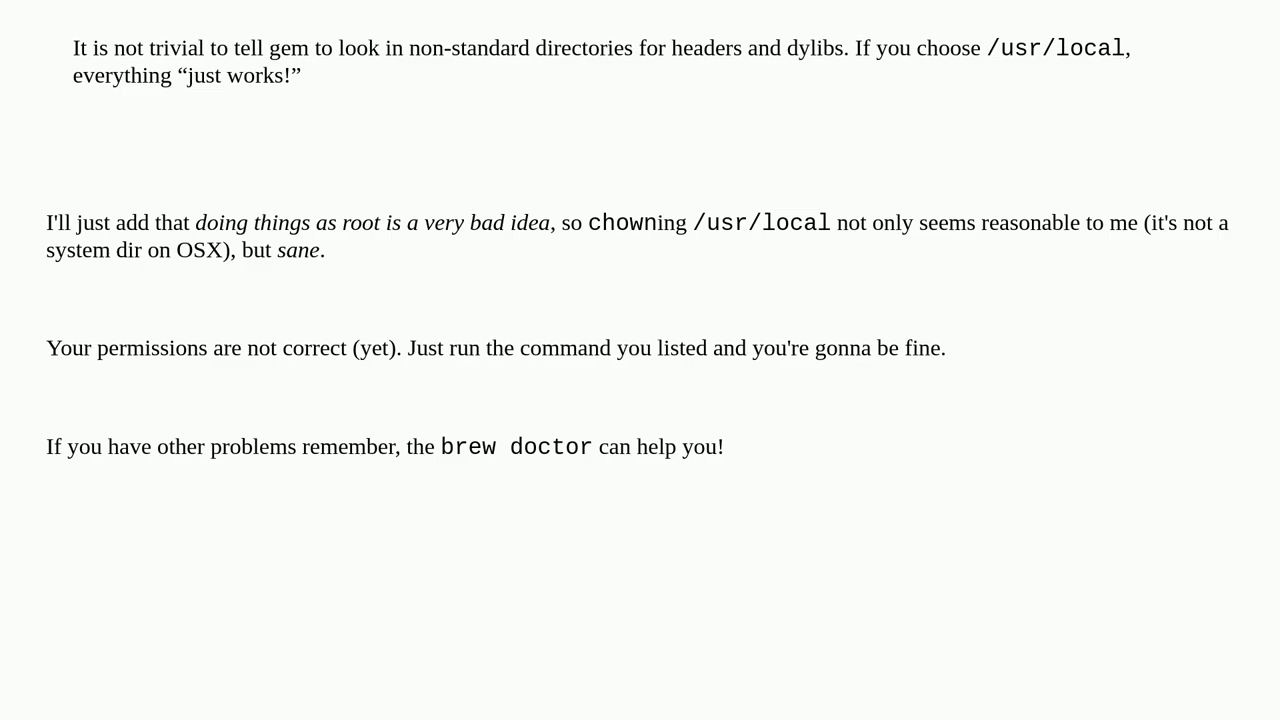 It is not trivial to tell gem to look in non-standard directories for headers and dylibs. If you choose /usr/local,
everything “just works!”
I'll just add that doing things as root is a very bad idea, so chowning /usr/local not only seems reasonable to me (it's not a
system dir on OSX), but sane.
Your permissions are not correct (yet). Just run the command you listed and you're gonna be fine.
If you have other problems remember, the brew doctor can help you!